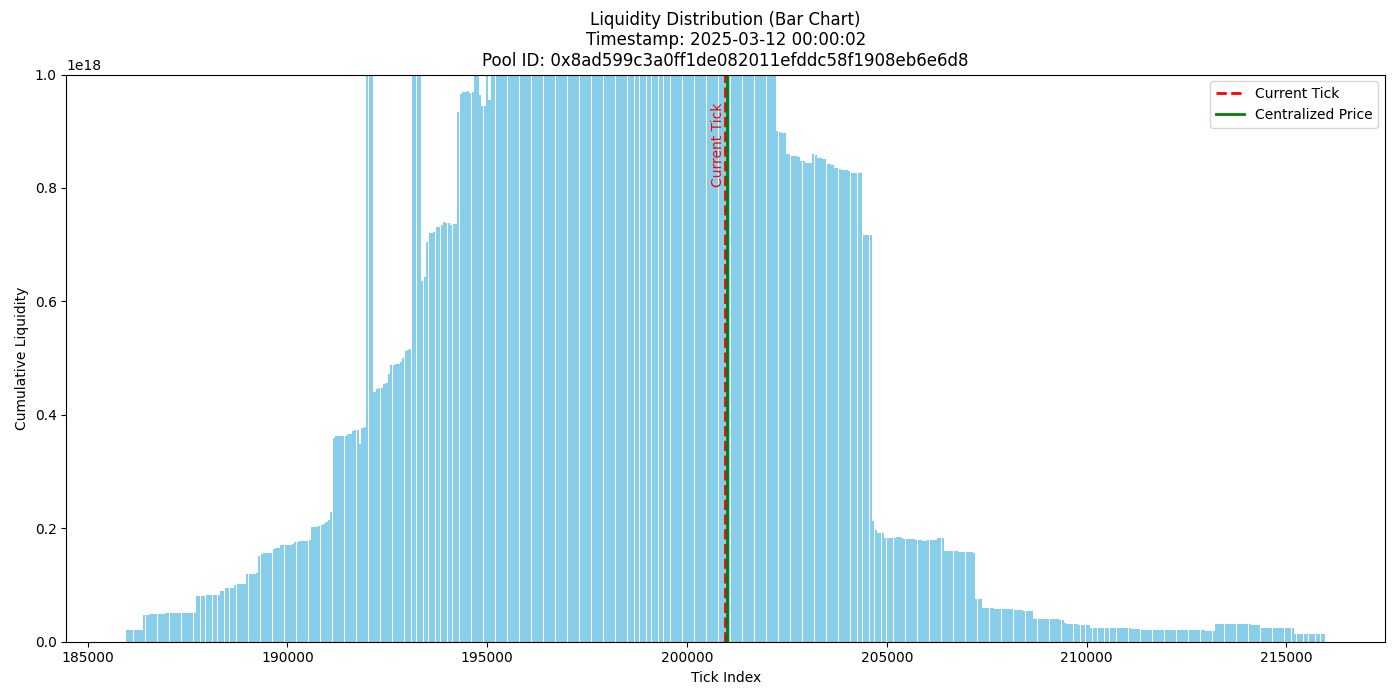 Liquidity Distribution (Bar Chart)
Timestamp: 2025-03-12 00:00:02
Pool ID: 0x8ad599c3a0ff1de082011efddc58f1908eb6e6d8
1e18
1.0
0.8
0.6
0.4
0.2
0.0
Cumulative Liquidity
Current Tick
Current Tick
Centralized Price
185000
190000
195000
200000
205000
210000
215000
Tick Index